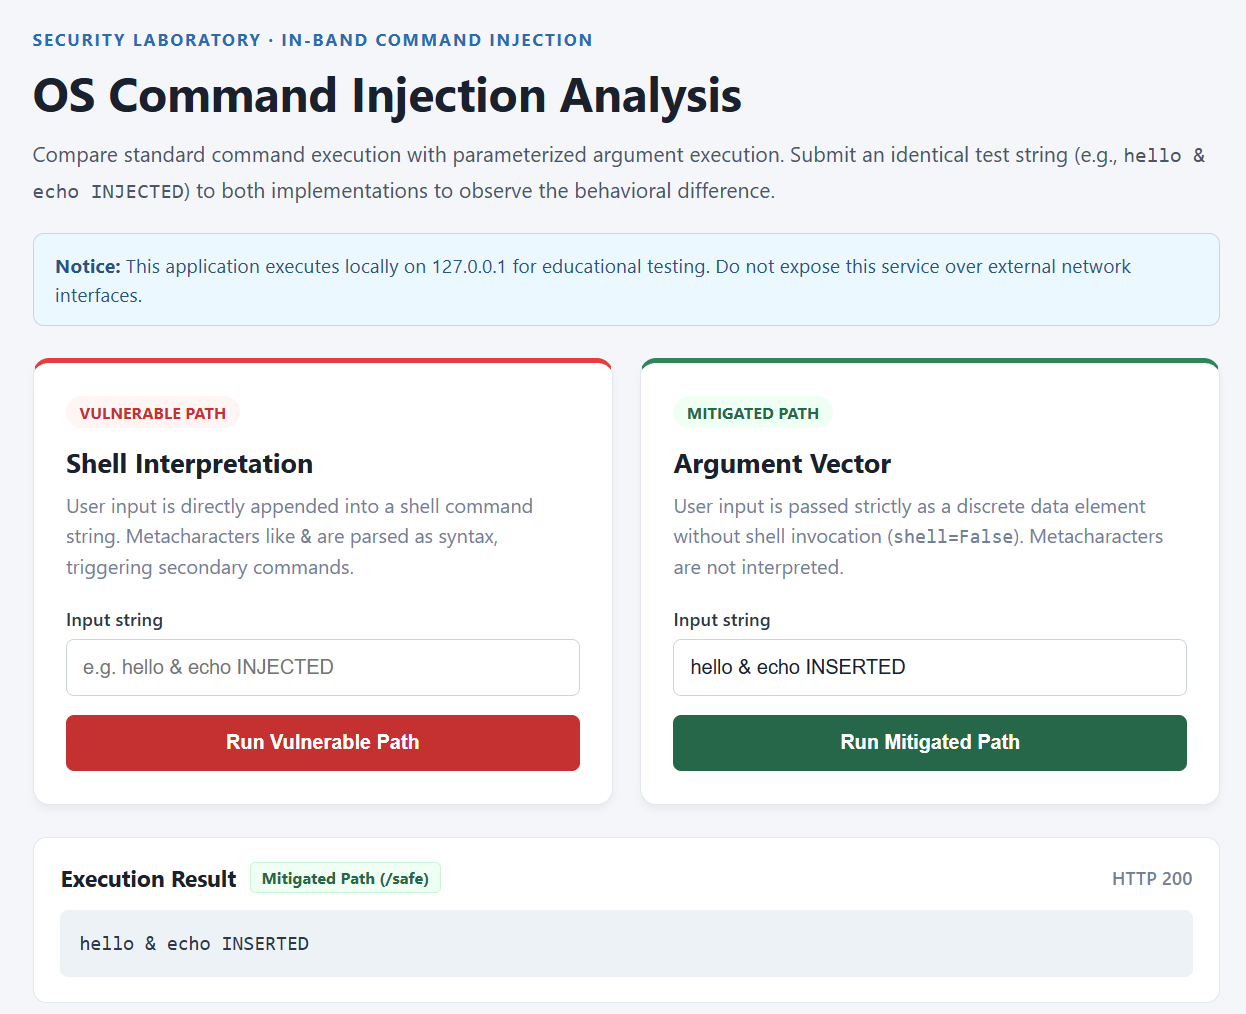 SECURITY LABORATORY · IN-BAND COMMAND INJECTION
OS Command Injection Analysis
Compare standard command execution with parameterized argument execution. Submit an identical test string (e.g., hello &
echo INJECTED) to both implementations to observe the behavioral difference.
Notice: This application executes locally on 127.0.0.1 for educational testing. Do not expose this service over external network
interfaces.
VULNERABLE PATH
Shell Interpretation
User input is directly appended into a shell command
string. Metacharacters like & are parsed as syntax,
triggering secondary commands.
Input string
e.g. hello & echo INJECTED
Run Vulnerable Path
MITIGATED PATH
Argument Vector
User input is passed strictly as a discrete data element
without shell invocation (shell=False). Metacharacters
are not interpreted.
Input string
hello & echo INSERTED
Run Mitigated Path
Execution Result
Mitigated Path (/safe)
HTTP 200
hello & echo INSERTED